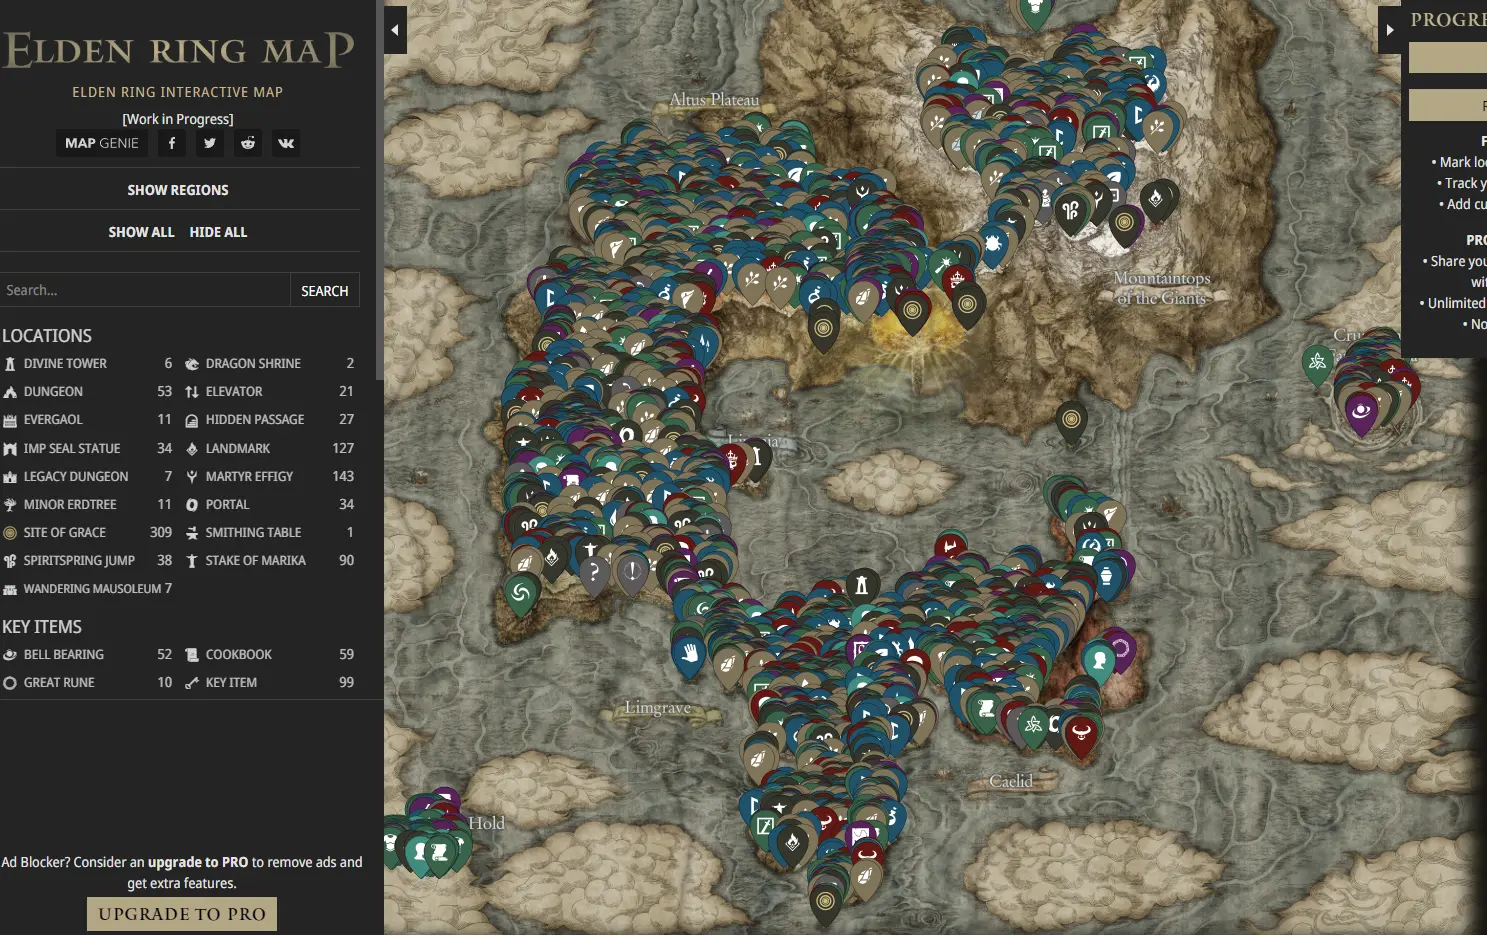 ELDEN RING MAP
ELDEN RING INTERACTIVE MAP
[Work in Progress]
MAP GENIE
SHOW REGIONS
SHOW ALL HIDE ALL
Search... SEARCH
LOCATIONS
DIVINE TOWER 6 DRAGON SHRINE 2
DUNGEON 53 ELEVATOR 21
EVERGAOL 11 HIDDEN PASSAGE 27
IMP SEAL STATUE 34 LANDMARK 127
LEGACY DUNGEON 7 MARTYR EFFIGY 143
MINOR ERDTREE 11 PORTAL 34
SITE OF GRACE 309 SMITHING TABLE 1
SPIRITSPRING JUMP 38 STAKE OF MARIKA 90
WANDERING MAUSOLEUM 7
KEY ITEMS
BELL BEARING 52 COOKBOOK 59
GREAT RUNE 10 KEY ITEM 99
Ad Blocker? Consider an upgrade to PRO to remove ads and
get extra features.
UPGRADE TO PRO
Altus Plateau
Mountaintops
of the Giants
Limgrave
Caelid
Hold
PROGRE
• Mark loc
• Track y
• Add cu
PRO
• Share you
wit
• Unlimited
• No